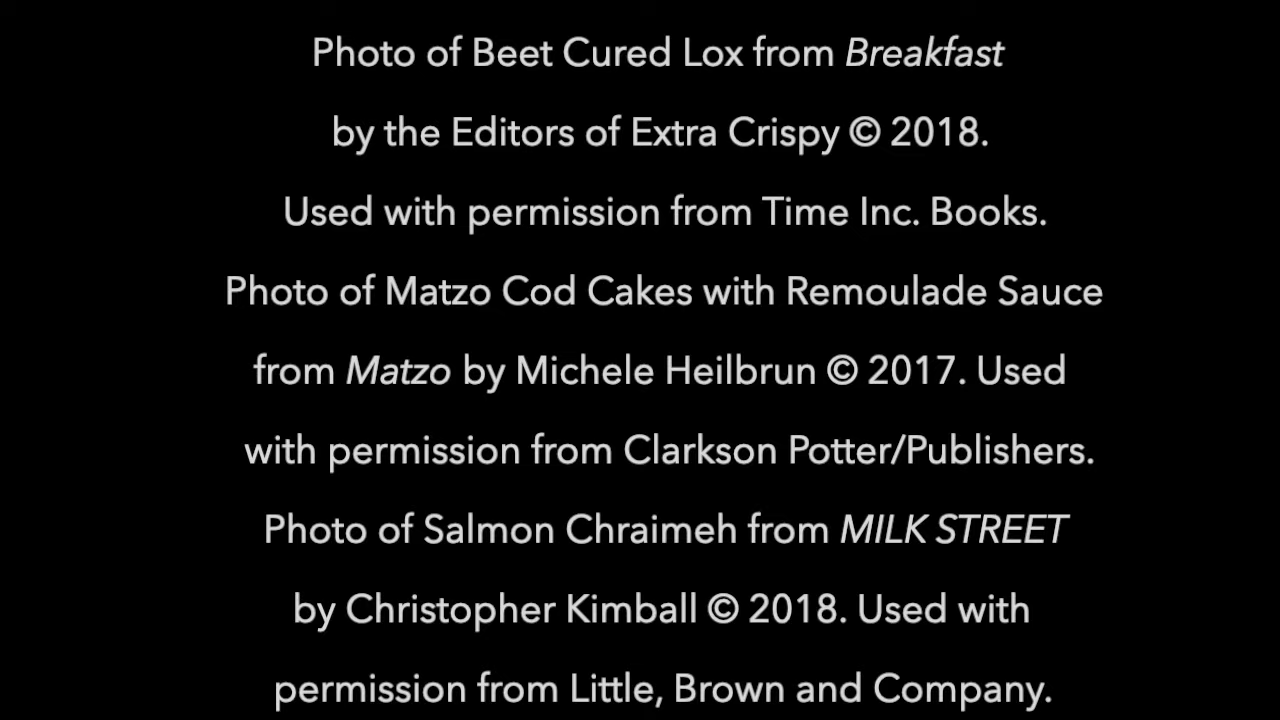 Photo of Beet Cured Lox from Breakfast
by the Editors of Extra Crispy © 2018.
Used with permission from Time Inc. Books.
Photo of Matzo Cod Cakes with Remoulade Sauce
from Matzo by Michele Heilbrun © 2017. Used
with permission from Clarkson Potter/Publishers.
Photo of Salmon Chraimeh from MILK STREET
by Christopher Kimball © 2018. Used with
permission from Little, Brown and Company.